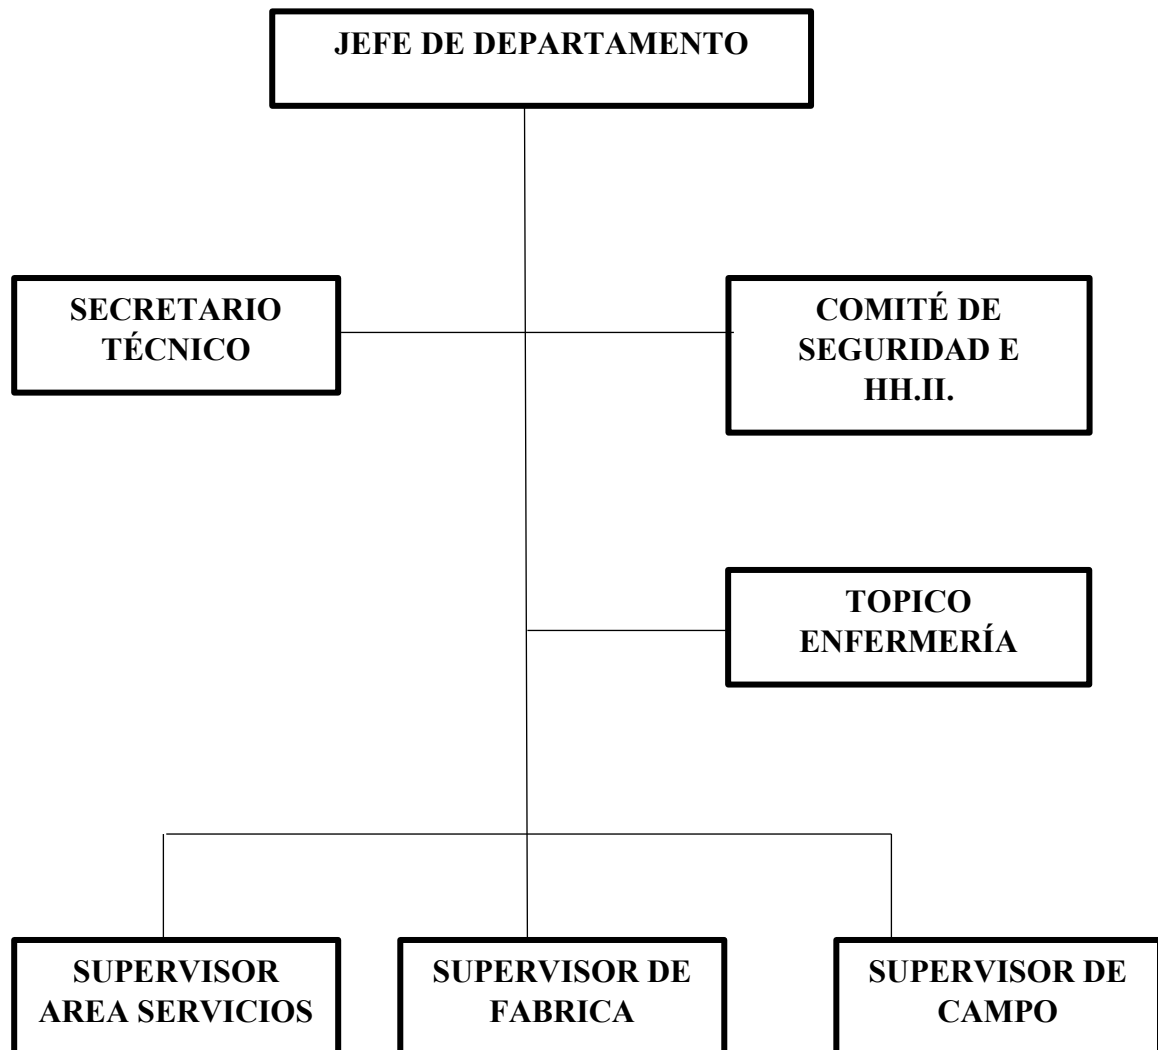 JEFE DE DEPARTAMENTO
SECRETARIO
TÉCNICO
COMITÉ DE
SEGURIDAD E
HH.II.
TOPICO
ENFERMERÍA
SUPERVISOR
AREA SERVICIOS
SUPERVISOR DE
FABRICA
SUPERVISOR DE
CAMPO